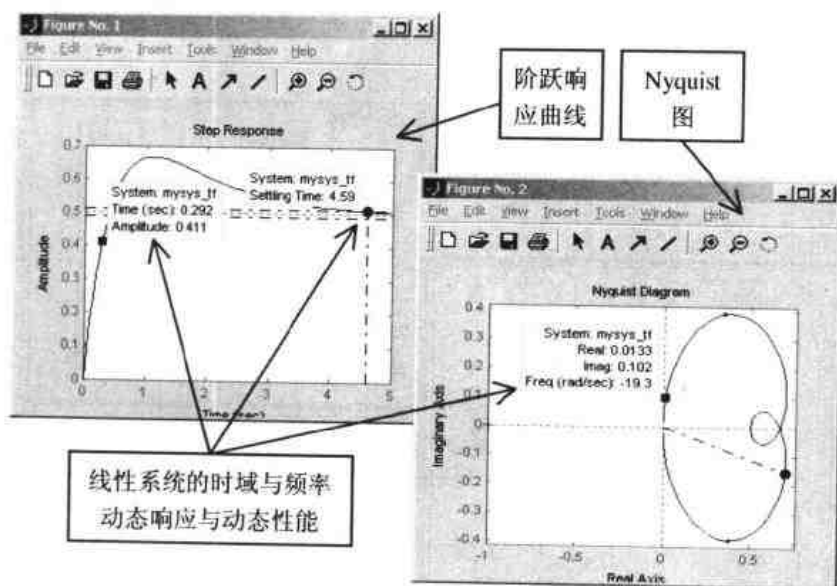 Figure No. 1
File Edit View Insert Tools Window Help
阶跃响
应曲线
Nyquist
图
Step Response
0.7
0.6
0.5
0.4
0.3
0.2
0.1
0
Amplitude
System: mysys_tf
Time (sec): 0.292
Amplitude: 0.411
System: mysys_tf
Settling Time: 4.59
0 1 2 3 4 5
Figure No. 2
File Edit View Insert Tools Window Help
Nyquist Diagram
0.4
0.3
0.2
0.1
0
-0.1
-0.2
-0.3
-0.4
Imaginary Axis
System: mysys_tf
Real: 0.0133
Imag: 0.102
Freq (rad/sec): -19.3
-1 -0.5 0 0.5
Real Axis
线性系统的时域与频率
动态响应与动态性能